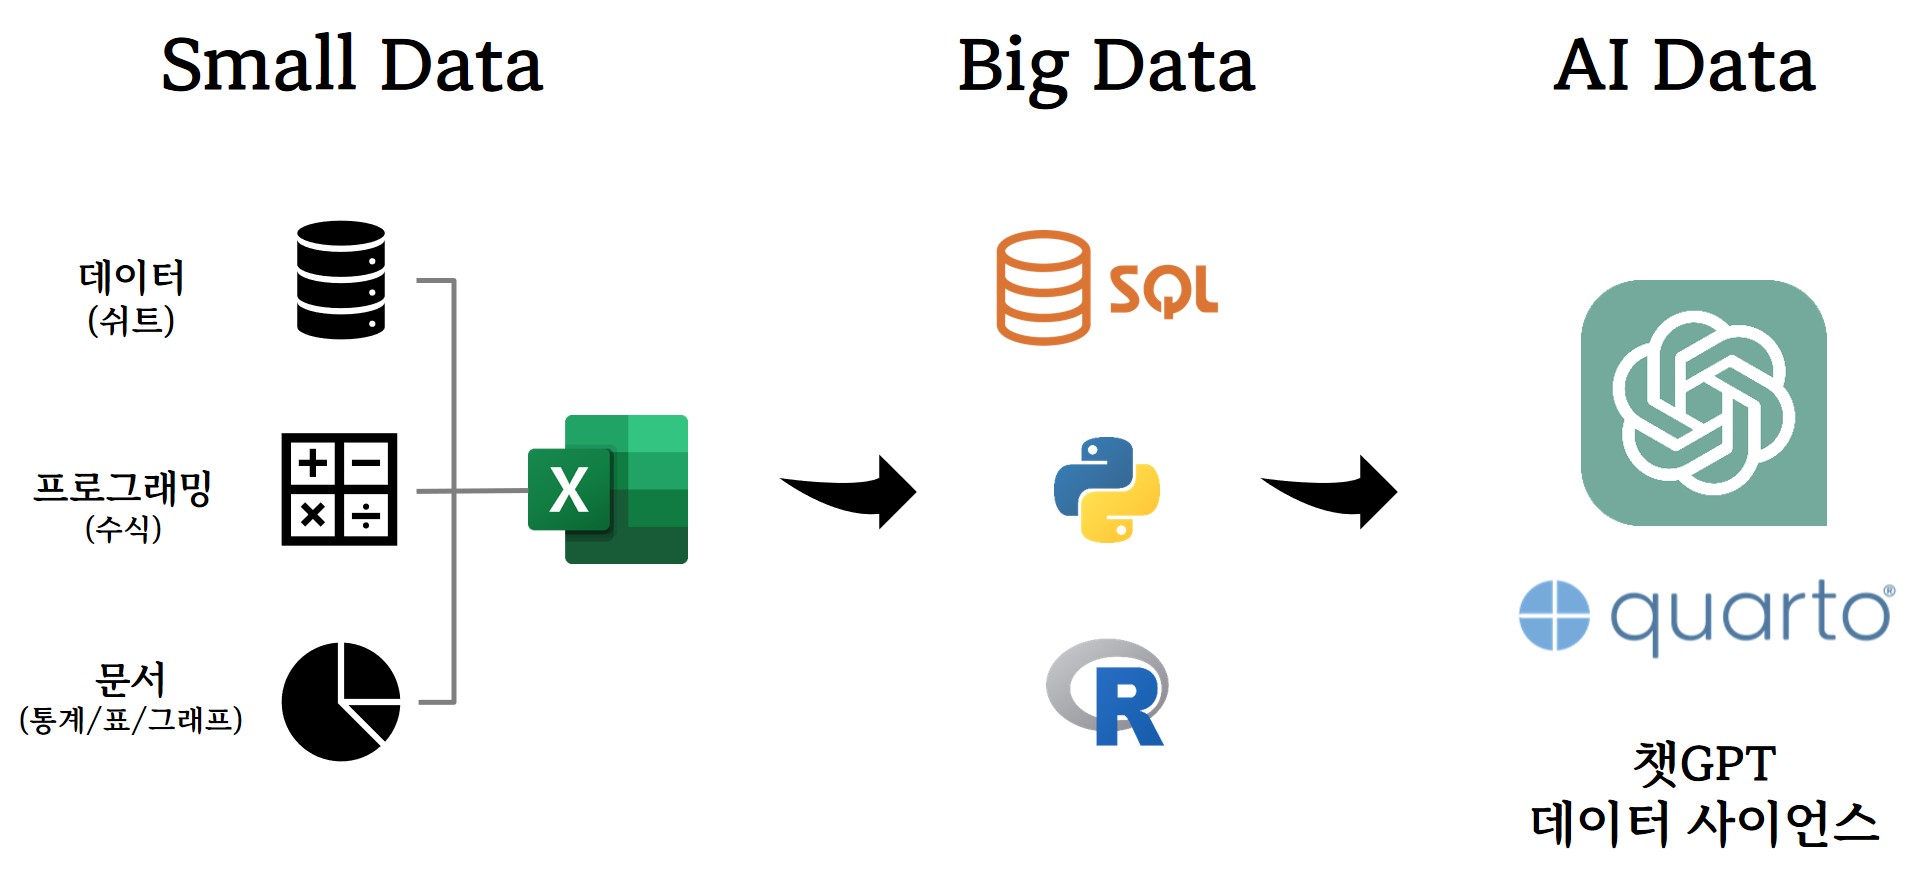 Small Data
Big Data
AI Data
데이터
(쉬트)
프로그래밍
(수식)
문서
(통계/표/그래프)
X
SQL
R
quarto®
챗GPT
데이터 사이언스